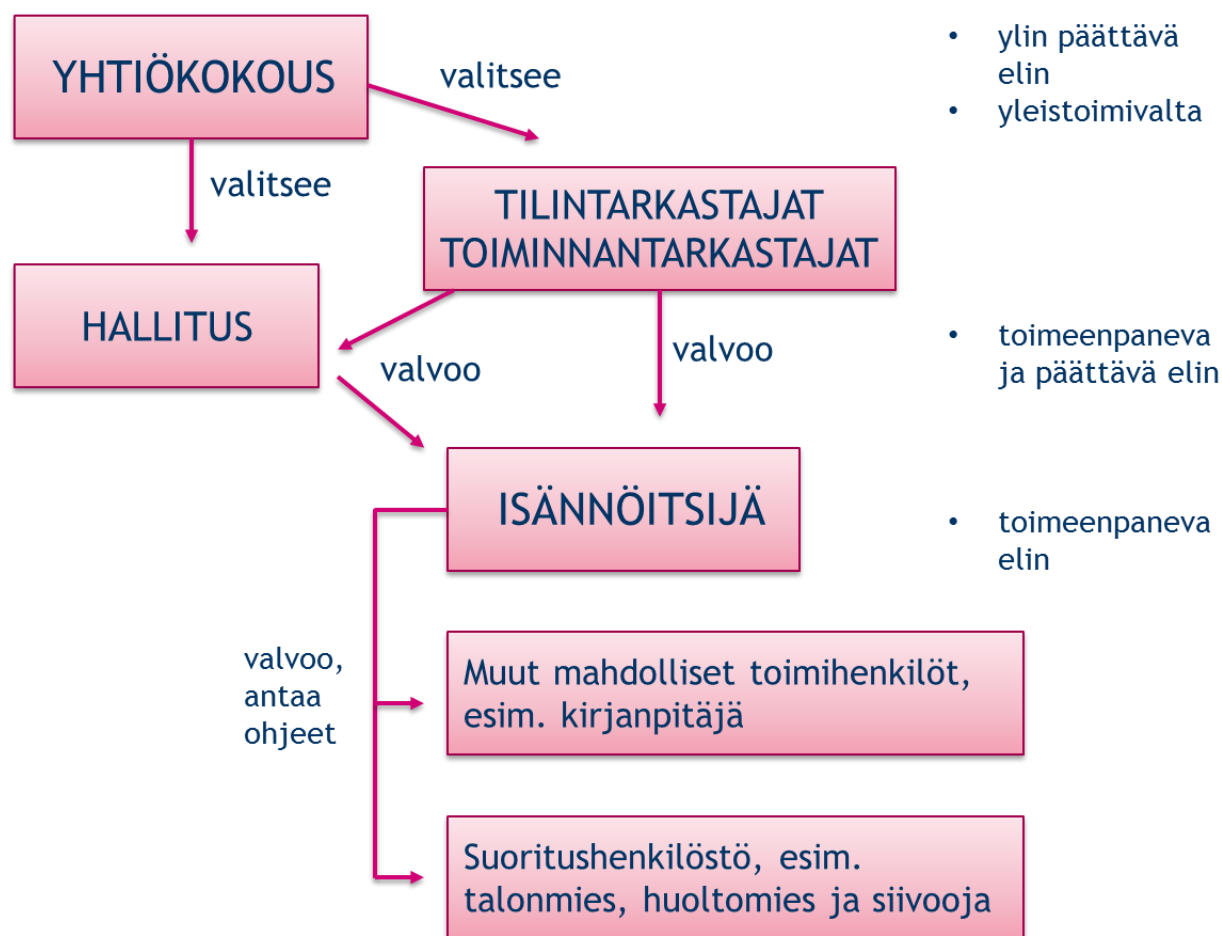 YHTIÖKOKOUS
valitsee
• ylin päättävä
elin
• yleistoimivalta
valitsee
TILINTARKASTAJAT
TOIMINNANTARKASTAJAT
HALLITUS
valvoo
valvoo
• toimeenpaneva
ja päättävä elin
ISÄNNÖITSIJÄ
• toimeenpaneva
elin
valvoo,
antaa
ohjeet
Muut mahdolliset toimihenkilöt,
esim. kirjanpitäjä
Suoritushenkilöstö, esim.
talonmies, huoltomies ja siivooja